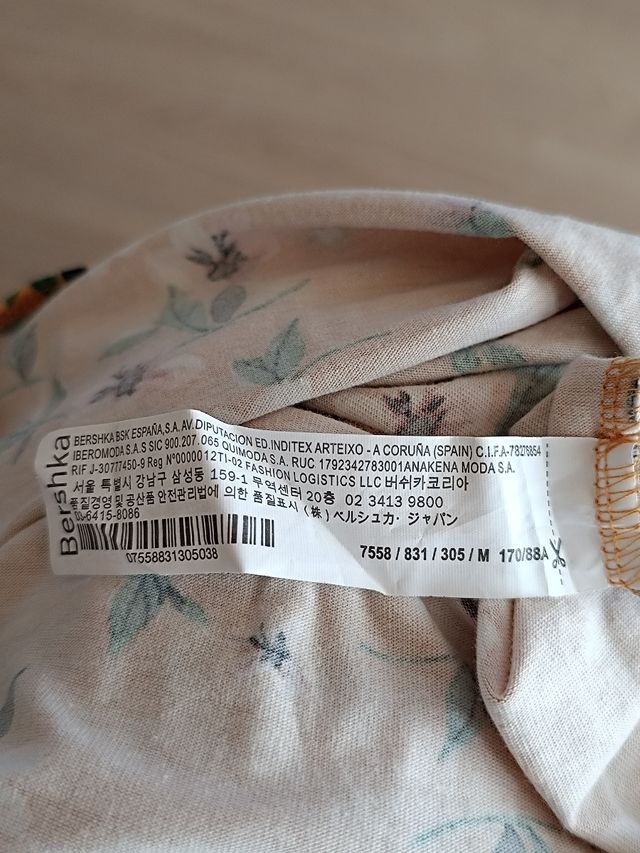 Bershka
BERSHKA BSK ESPAÑA,S.A. AV.DIPUTACION ED.INDITEX ARTEIXO - A CORUÑA (SPAIN) C.I.F.A-78276854
IBEROMODA S.A.S SIC 900.207.065 QUIMODA S.A. RUC 1792342783001ANAKENA MODA S.A.
RIF J-30777450-9 Reg Nº000000 12TI-02 FASHION LOGISTICS LLC 버쉬카코리아
서울 특별시 강남구 삼성동 159-1 무역센터 20층 02 3413 9800
품질경영 및 공산품 안전관리법에 의한 품질표시 (株) ベルシュカ· ジャパン
03-6415-8086
07558831305038
7558 / 831 / 305 / M 170/88A